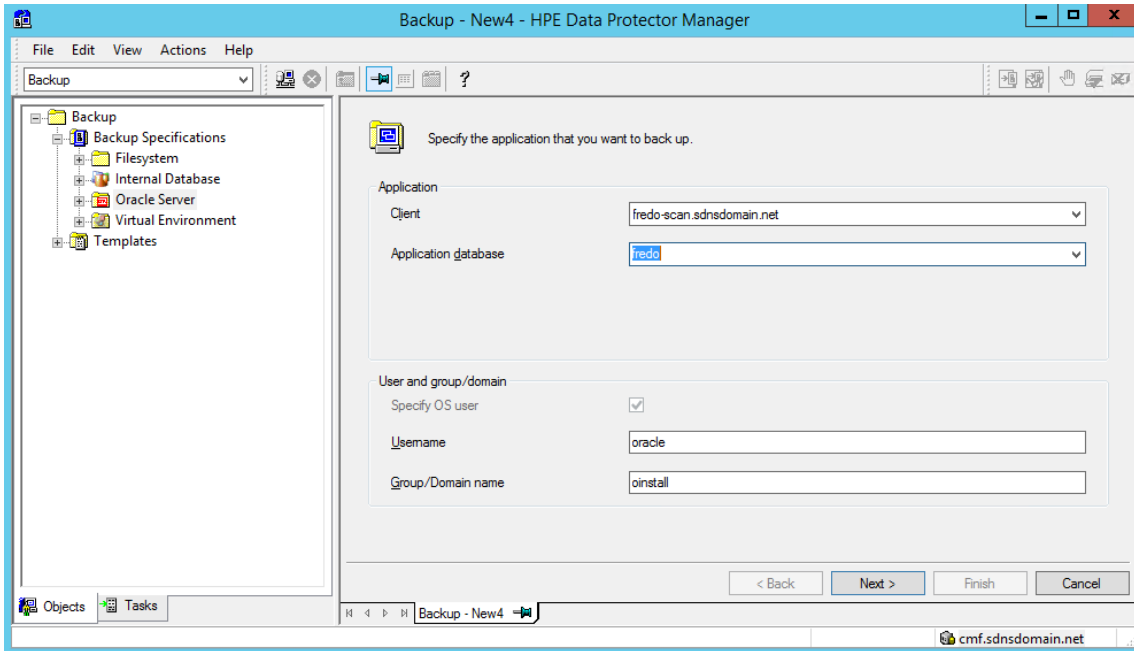 Backup - New4 - HPE Data Protector Manager
File Edit View Actions Help
Backup
?
Backup
Backup Specifications
Filesystem
Internal Database
Oracle Server
Virtual Environment
Templates
Specify the application that you want to back up.
Application
Client fredo-scan.sdnsdomain.net
Application database fredo
User and group/domain
Specify OS user
Username oracle
Group/Domain name oinstall
< Back Next > Finish Cancel
Objects Tasks
Backup - New4
cmf.sdnsdomain.net